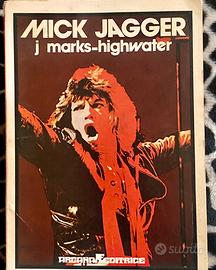 MICK JAGGER
j marks-highwater
ARCANA EDITRICE
subito